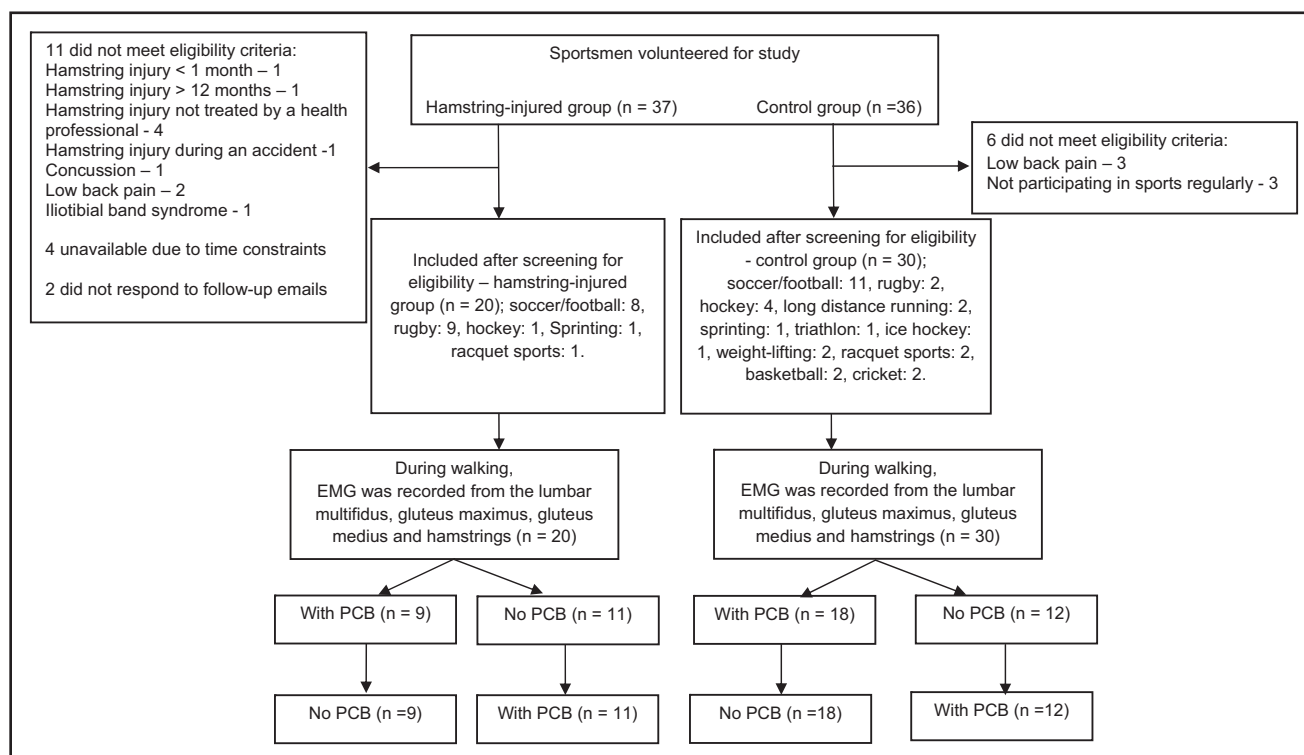 11 did not meet eligibility criteria:
Hamstring injury < 1 month – 1
Hamstring injury > 12 months – 1
Hamstring injury not treated by a health
professional - 4
Hamstring injury during an accident -1
Concussion – 1
Low back pain – 2
Iliotibial band syndrome - 1
4 unavailable due to time constraints
2 did not respond to follow-up emails
Sportsmen volunteered for study
Hamstring-injured group (n = 37)
Control group (n =36)
6 did not meet eligibility criteria:
Low back pain – 3
Not participating in sports regularly - 3
Included after screening for
eligibility – hamstring-injured
group (n = 20); soccer/football: 8,
rugby: 9, hockey: 1, Sprinting: 1,
racquet sports: 1.
Included after screening for eligibility
- control group (n = 30);
soccer/football: 11, rugby: 2,
hockey: 4, long distance running: 2,
sprinting: 1, triathlon: 1, ice hockey:
1, weight-lifting: 2, racquet sports: 2,
basketball: 2, cricket: 2.
During walking,
EMG was recorded from the lumbar
multifidus, gluteus maximus, gluteus
medius and hamstrings (n = 20)
During walking,
EMG was recorded from the lumbar
multifidus, gluteus maximus, gluteus
medius and hamstrings (n = 30)
With PCB (n = 9)
No PCB (n = 11)
With PCB (n = 18)
No PCB (n = 12)
No PCB (n =9)
With PCB (n = 11)
No PCB (n =18)
With PCB (n =12)